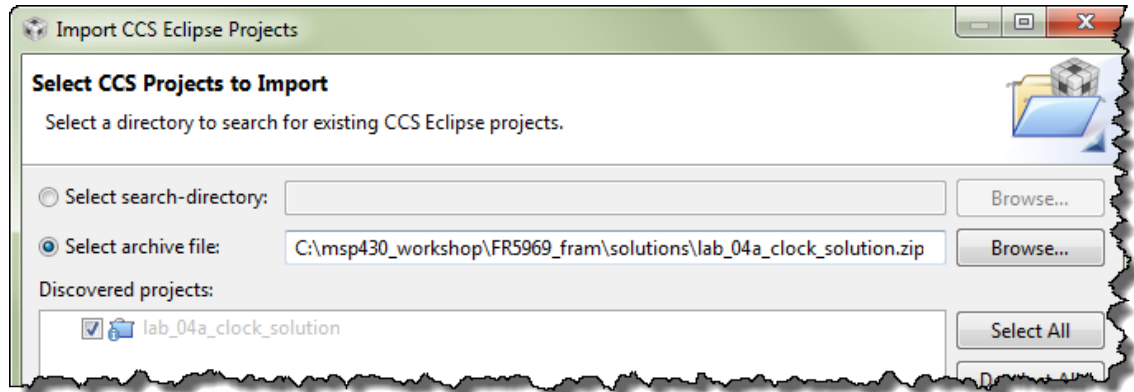 Import CCS Eclipse Projects
Select CCS Projects to Import
Select a directory to search for existing CCS Eclipse projects.
Select search-directory:
Browse...
Select archive file:
C:\msp430_workshop\FR5969_fram\solutions\lab_04a_clock_solution.zip
Browse...
Discovered projects:
lab_04a_clock_solution
Select All